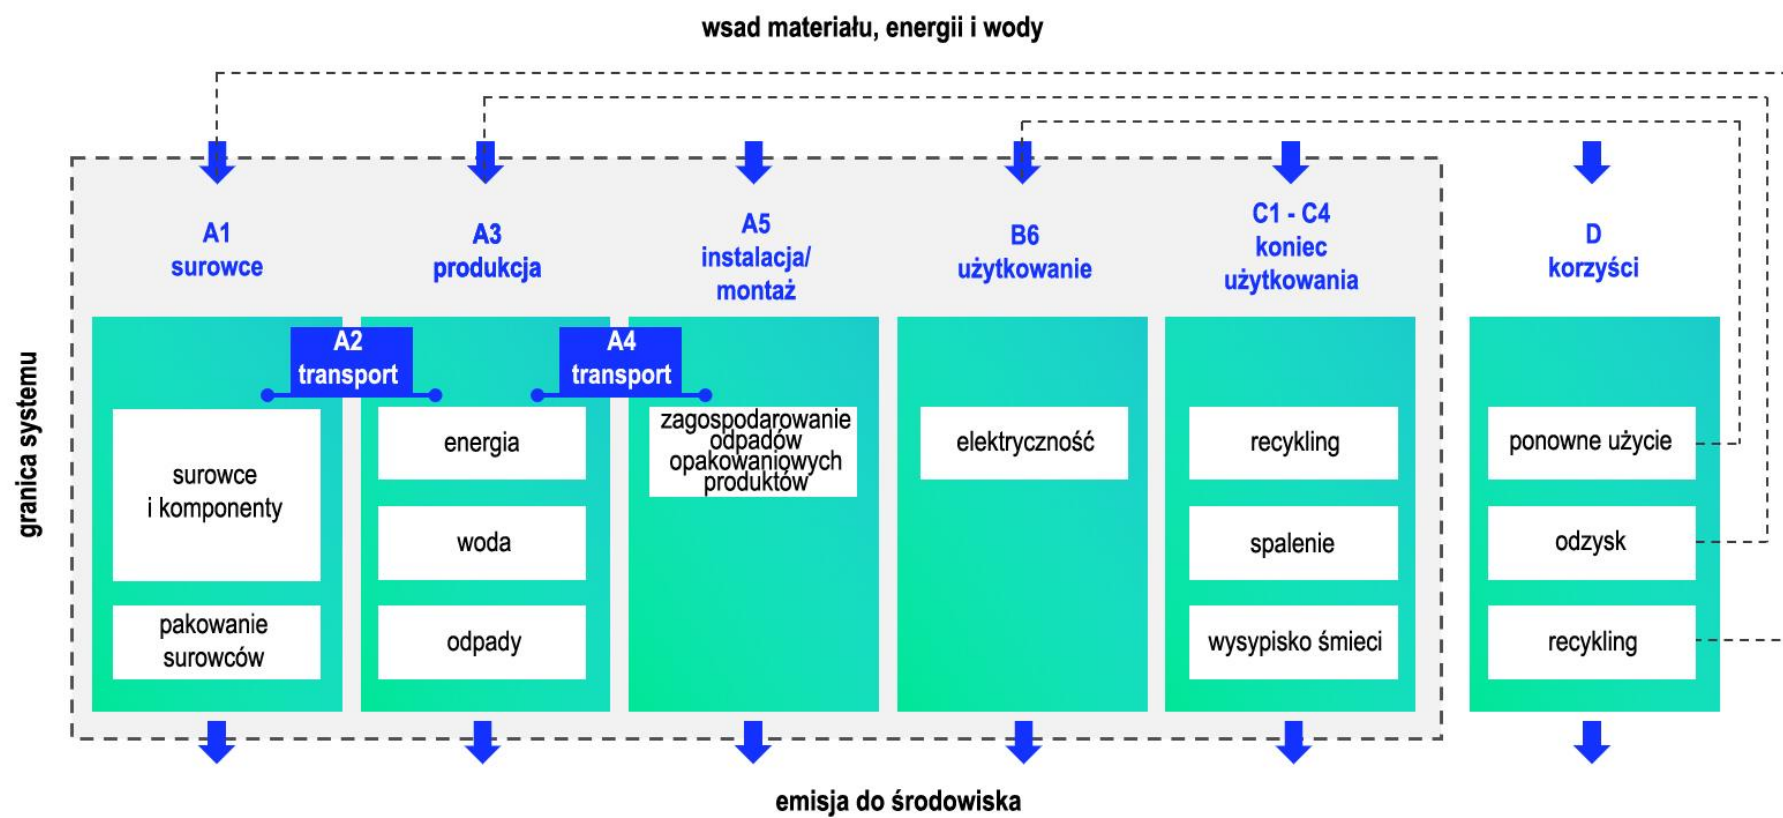 wsad materiału, energii i wody
granica systemu
A1
surowce
A3
produkcja
A5
instalacja/
montaż
B6
użytkowanie
C1 - C4
koniec
użytkowania
D
korzyści
A2
transport
A4
transport
surowce
i komponenty
pakowanie
surowców
energia
woda
odpady
zagospodarowanie
odpadów
opakowaniowych
produktów
elektryczność
recykling
spalenie
wysypisko śmieci
ponowne użycie
odzysk
recykling
emisja do środowiska